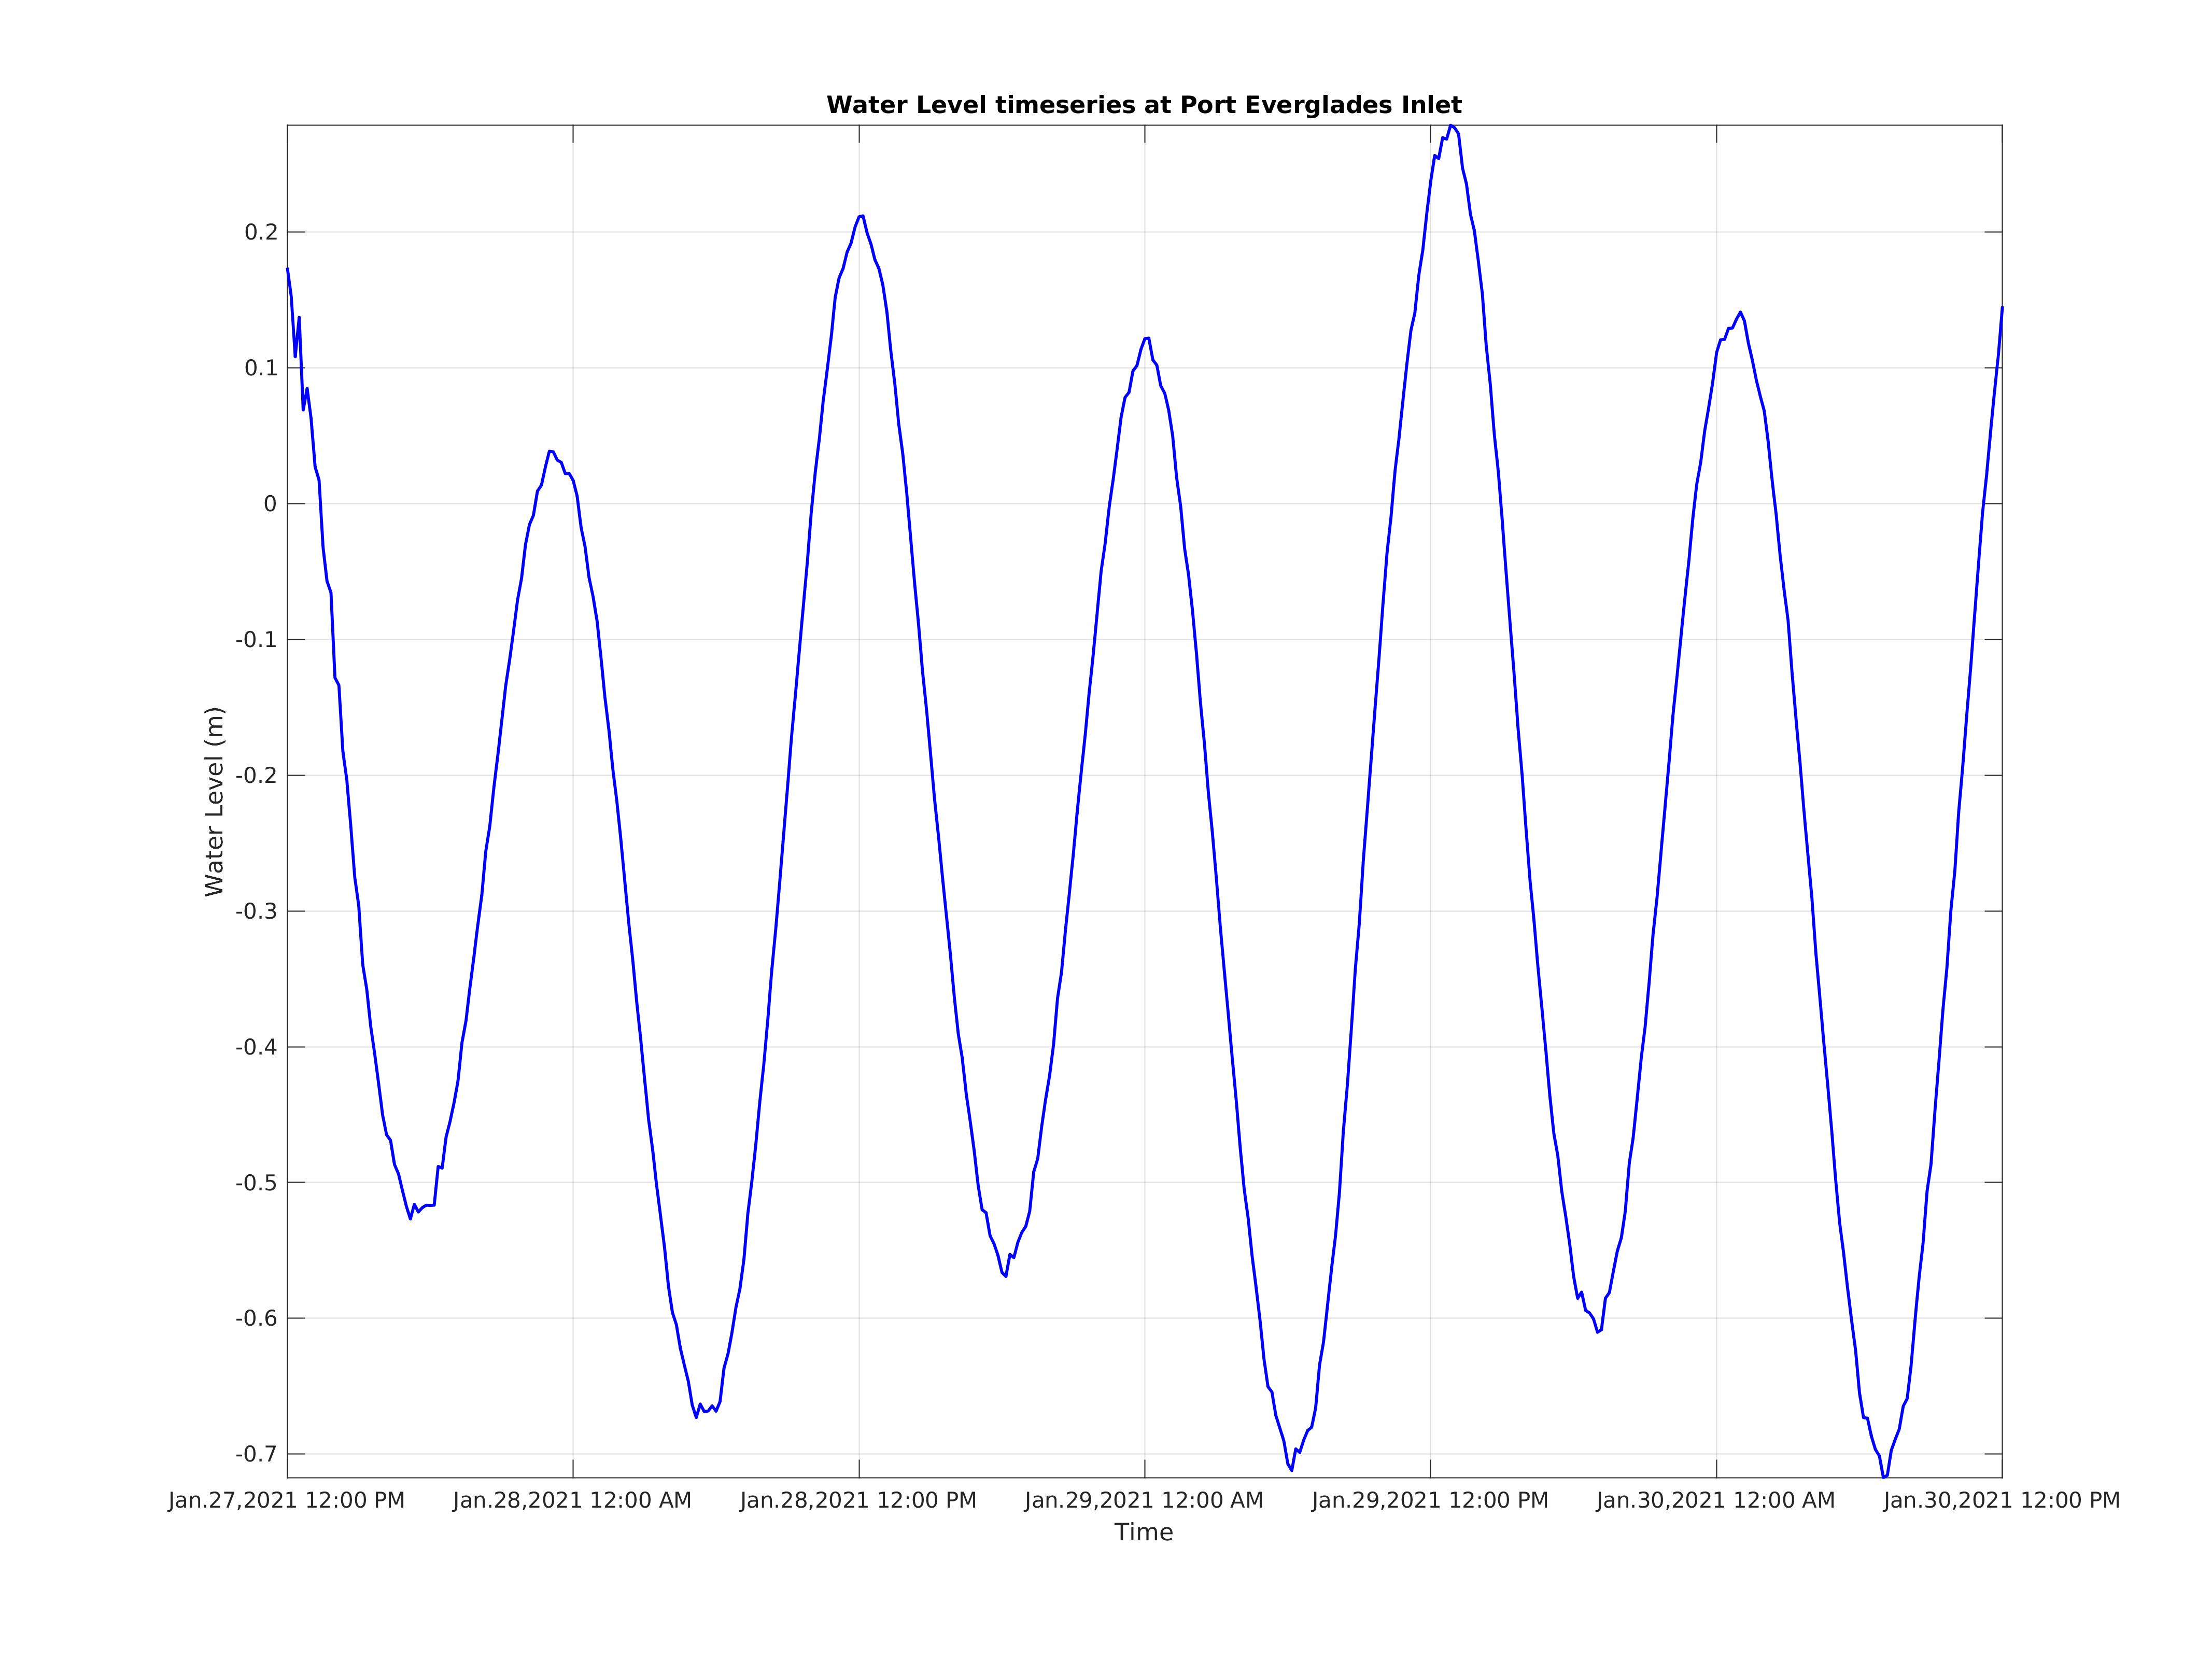 Water Level timeseries at Port Everglades Inlet
0.2
0.1
0
-0.1
-0.2
-0.3
-0.4
-0.5
-0.6
-0.7
Water Level (m)
Jan.27,2021 12:00 PM Jan.28,2021 12:00 AM Jan.28,2021 12:00 PM Jan.29,2021 12:00 AM Jan.29,2021 12:00 PM Jan.30,2021 12:00 AM Jan.30,2021 12:00 PM
Time